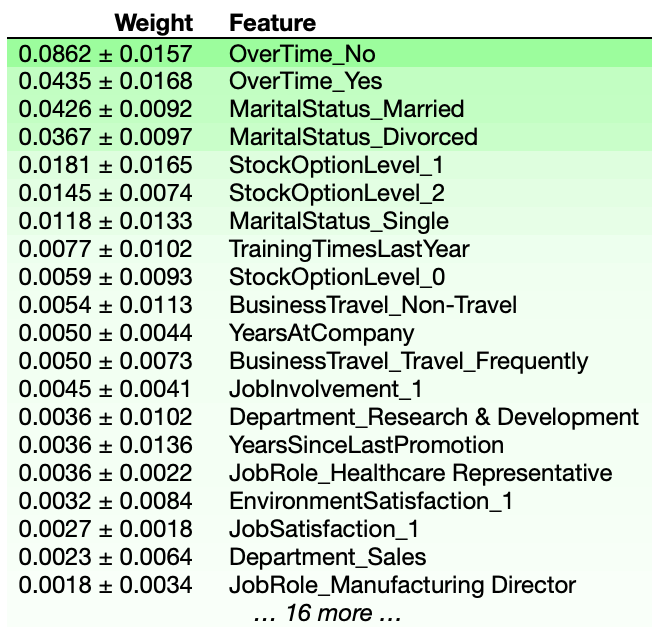 Weight Feature
0.0862 ± 0.0157 OverTime_No
0.0435 ± 0.0168 OverTime_Yes
0.0426 ± 0.0092 MaritalStatus_Married
0.0367 ± 0.0097 MaritalStatus_Divorced
0.0181 ± 0.0165 StockOptionLevel_1
0.0145 ± 0.0074 StockOptionLevel_2
0.0118 ± 0.0133 MaritalStatus_Single
0.0077 ± 0.0102 TrainingTimesLastYear
0.0059 ± 0.0093 StockOptionLevel_0
0.0054 ± 0.0113 BusinessTravel_Non-Travel
0.0050 ± 0.0044 YearsAtCompany
0.0050 ± 0.0073 BusinessTravel_Travel_Frequently
0.0045 ± 0.0041 JobInvolvement_1
0.0036 ± 0.0102 Department_Research & Development
0.0036 ± 0.0136 YearsSinceLastPromotion
0.0036 ± 0.0022 JobRole_Healthcare Representative
0.0032 ± 0.0084 EnvironmentSatisfaction_1
0.0027 ± 0.0018 JobSatisfaction_1
0.0023 ± 0.0064 Department_Sales
0.0018 ± 0.0034 JobRole_Manufacturing Director
… 16 more …